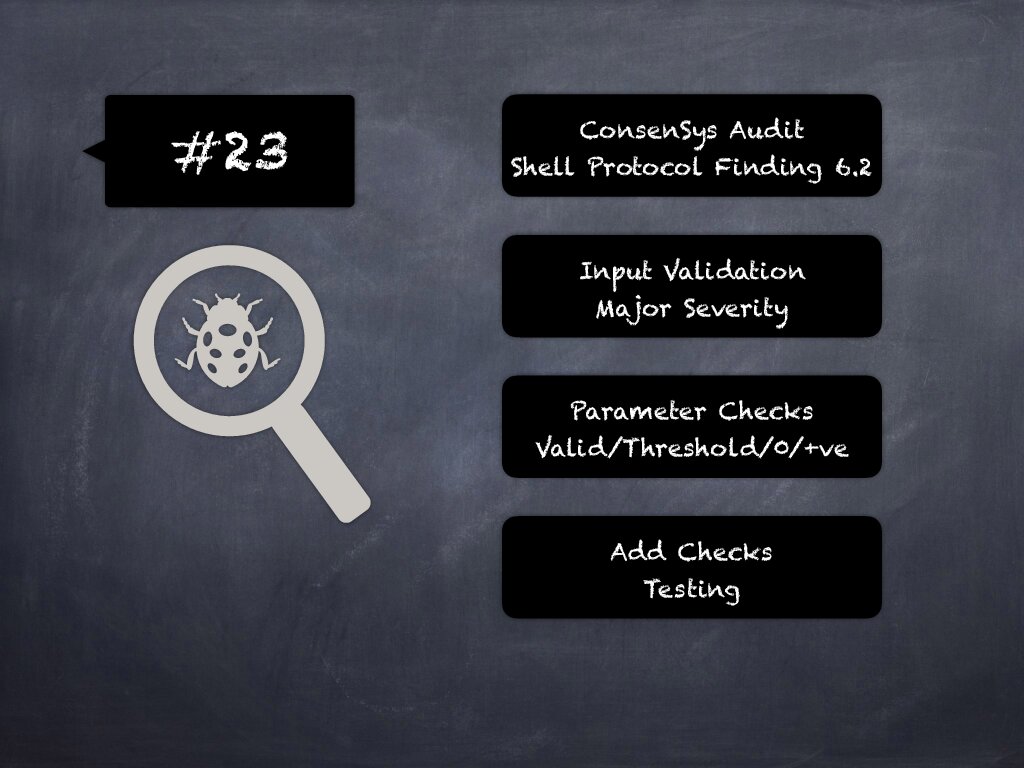 #23
ConsenSys Audit
Shell Protocol Finding 6.2
Input Validation
Major Severity
Parameter Checks
Valid/Threshold/0/+ve
Add Checks
Testing